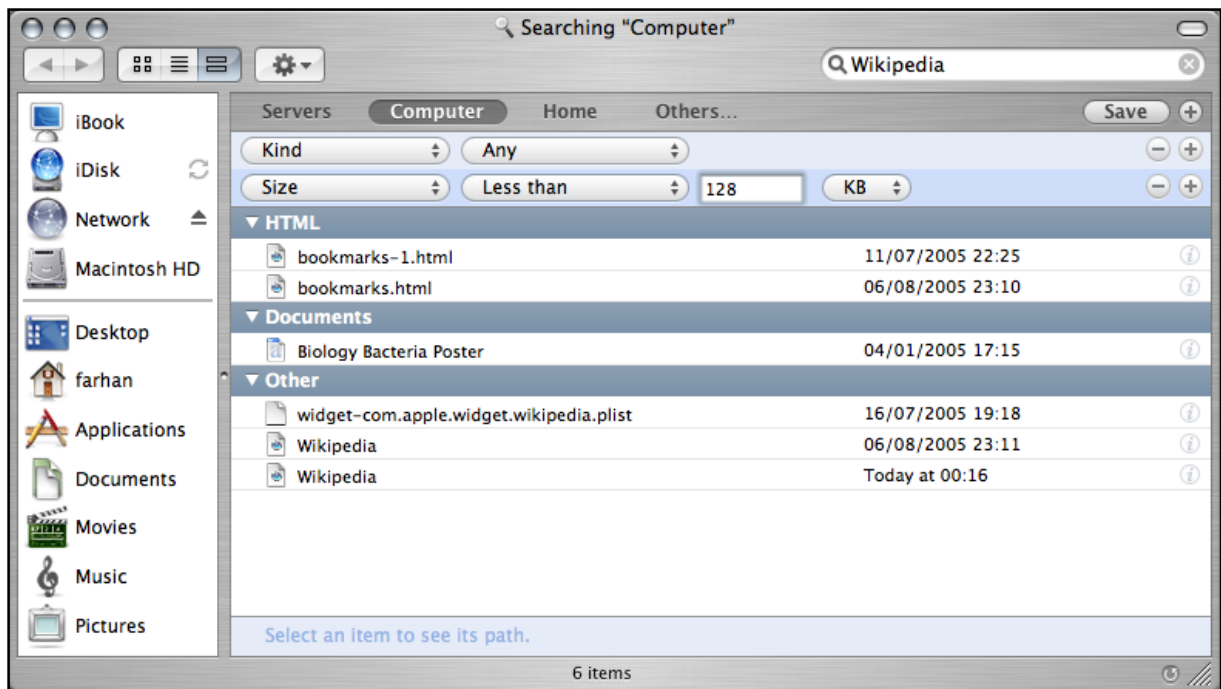 Searching “Computer”
Wikipedia
Servers Computer Home Others... Save
Kind Any
Size Less than 128 KB
iBook
iDisk
Network
Macintosh HD
Desktop
farhan
Applications
Documents
Movies
Music
Pictures
HTML
bookmarks-1.html 11/07/2005 22:25
bookmarks.html 06/08/2005 23:10
Documents
Biology Bacteria Poster 04/01/2005 17:15
Other
widget-com.apple.widget.wikipedia.plist 16/07/2005 19:18
Wikipedia 06/08/2005 23:11
Wikipedia Today at 00:16
Select an item to see its path.
6 items